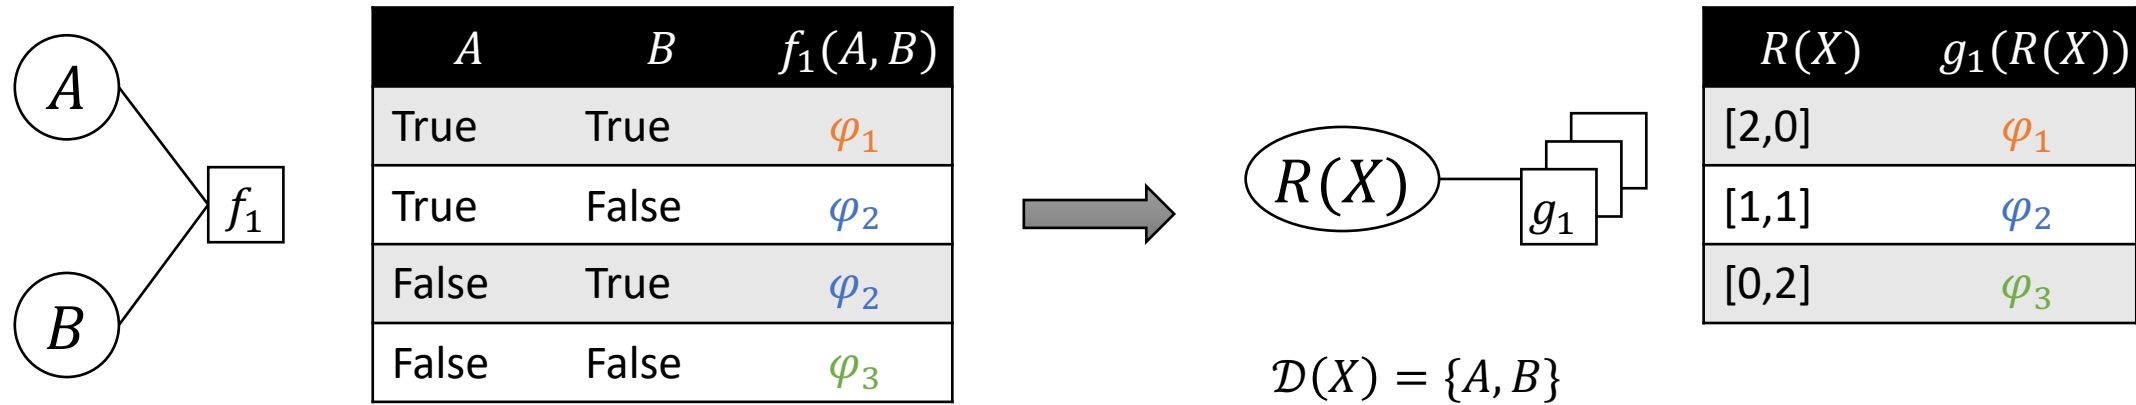 A
B
f₁
A B f₁(A, B)
True True φ₁
True False φ₂
False True φ₂
False False φ₃
R(X)
g₁
𝒟(X) = {A, B}
R(X) g₁(R(X))
[2,0] φ₁
[1,1] φ₂
[0,2] φ₃